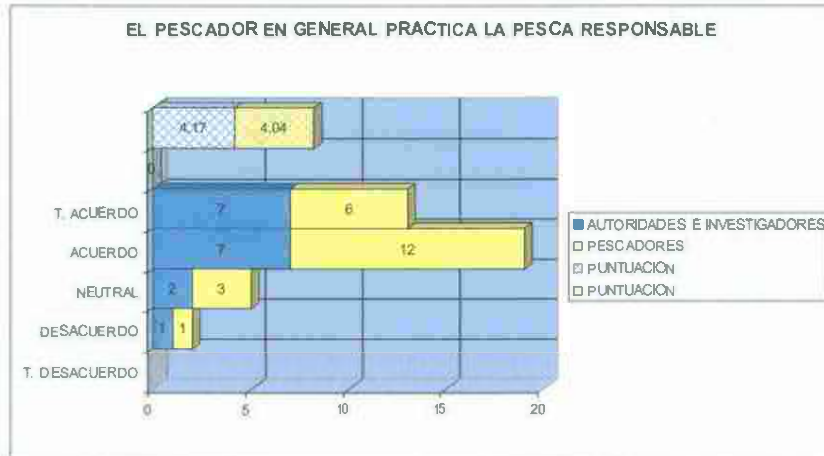 EL PESCADOR EN GENERAL PRACTICA LA PESCA RESPONSABLE
4.17 4.04
0
T. ACUERDO 7 6
ACUERDO 7 12
NEUTRAL 2 3
DESACUERDO 1 1
T. DESACUERDO
0 5 10 15 20
AUTORIDADES E INVESTIGADORES
PESCADORES
PUNTUACION
PUNTUACION